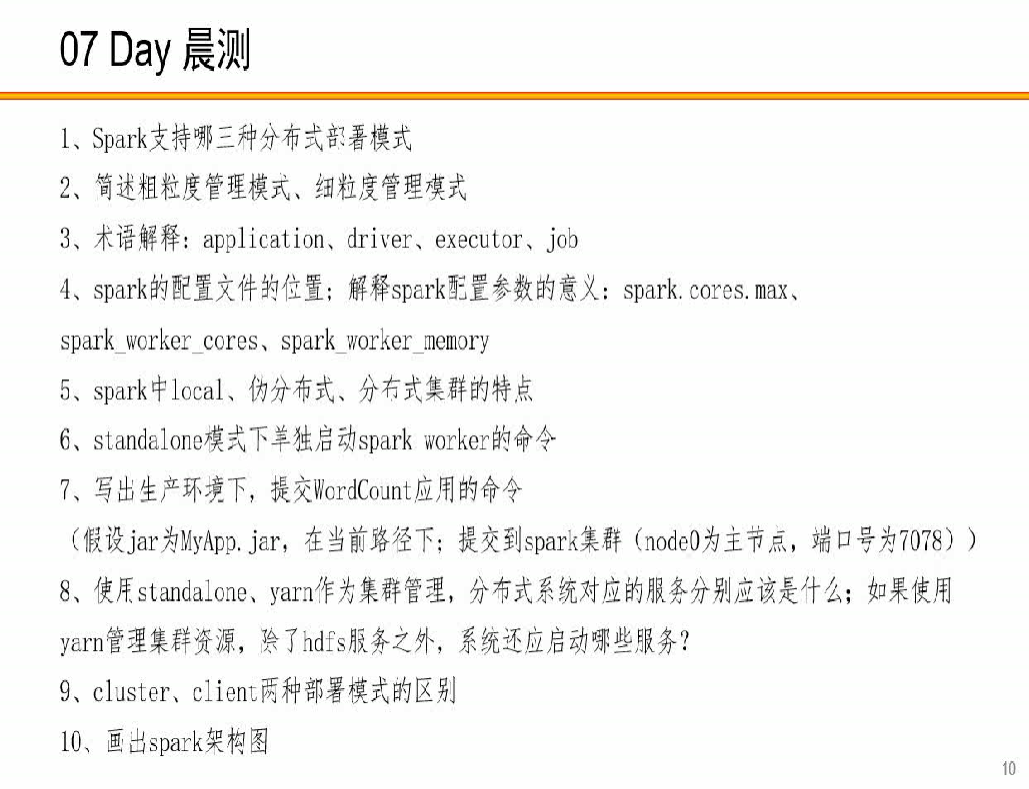 07 Day 晨测
1、Spark支持哪三种分布式部署模式
2、简述粗粒度管理模式、细粒度管理模式
3、术语解释：application、driver、executor、job
4、spark的配置文件的位置；解释spark配置参数的意义：spark.cores.max、
spark_worker_cores、spark_worker_memory
5、spark中local、伪分布式、分布式集群的特点
6、standalone模式下单独启动spark worker的命令
7、写出生产环境下，提交WordCount应用的命令
（假设jar为MyApp.jar，在当前路径下；提交到spark集群（node0为主节点，端口号为7078））
8、使用standalone、yarn作为集群管理，分布式系统对应的服务分别应该是什么；如果使用
yarn管理集群资源，除了hdfs服务之外，系统还应启动哪些服务？
9、cluster、client两种部署模式的区别
10、画出spark架构图
10